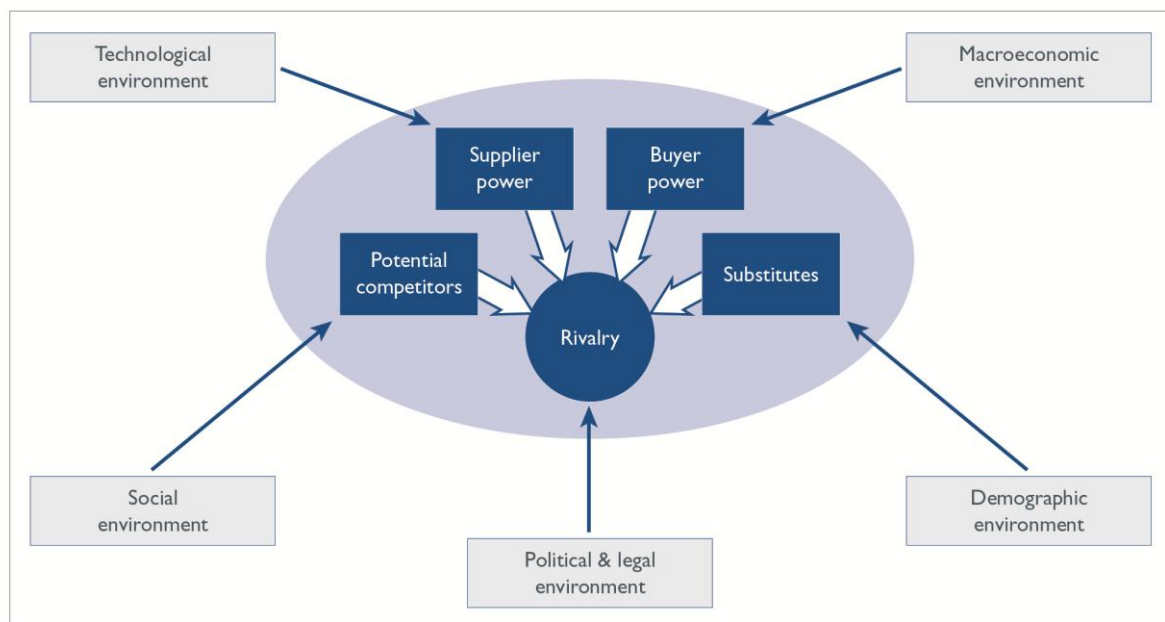 Technological
environment
Macroeconomic
environment
Supplier
power
Buyer
power
Potential
competitors
Substitutes
Rivalry
Social
environment
Political & legal
environment
Demographic
environment